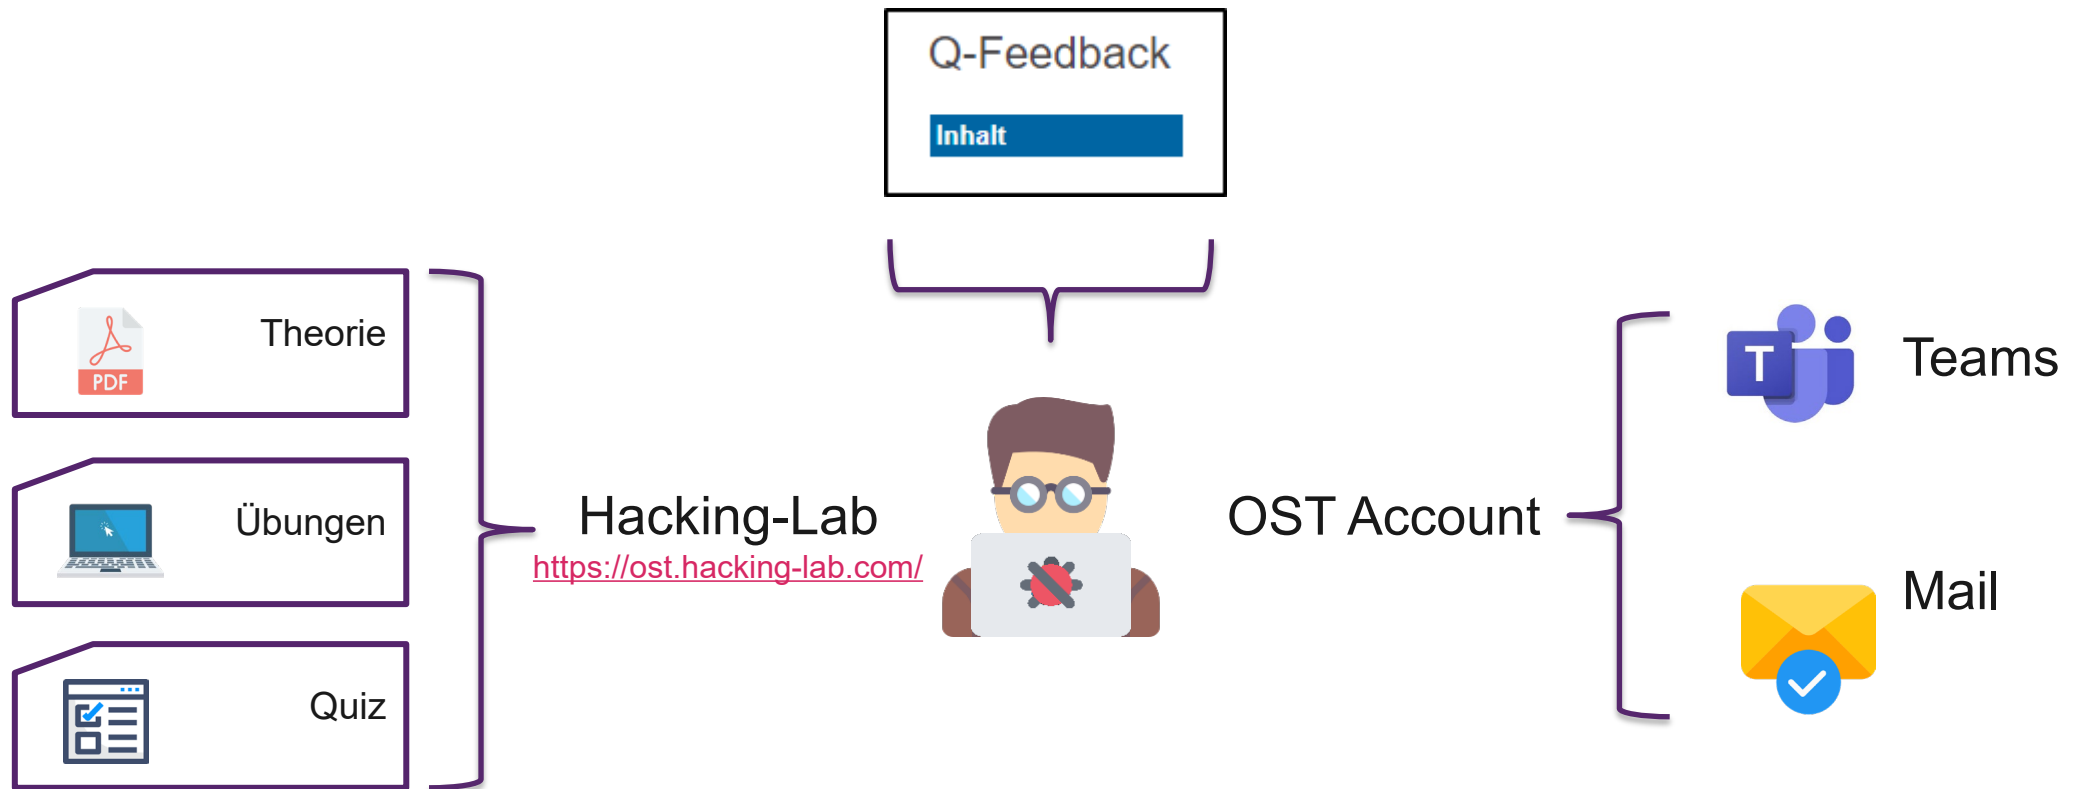 Q-Feedback
Inhalt
PDF
Theorie
Übungen
Quiz
Hacking-Lab
https://ost.hacking-lab.com/
OST Account
T
Teams
Mail